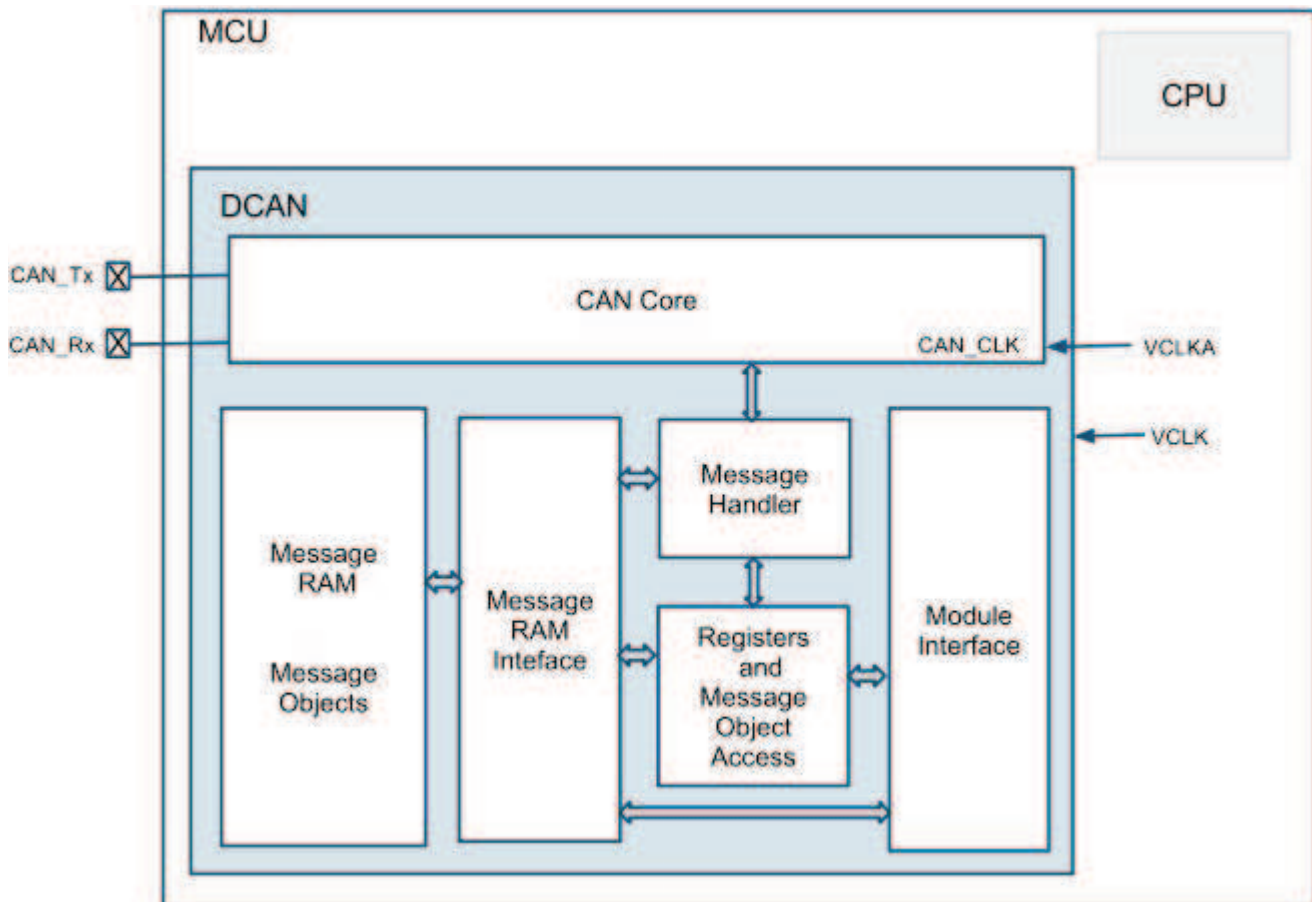 MCU
CPU
DCAN
CAN_Tx
CAN Core
CAN_Rx
CAN_CLK
VCLKA
VCLK
Message
Handler
Message
RAM
Message
Objects
Message
RAM
Inteface
Registers
and
Message
Object
Access
Module
Interface